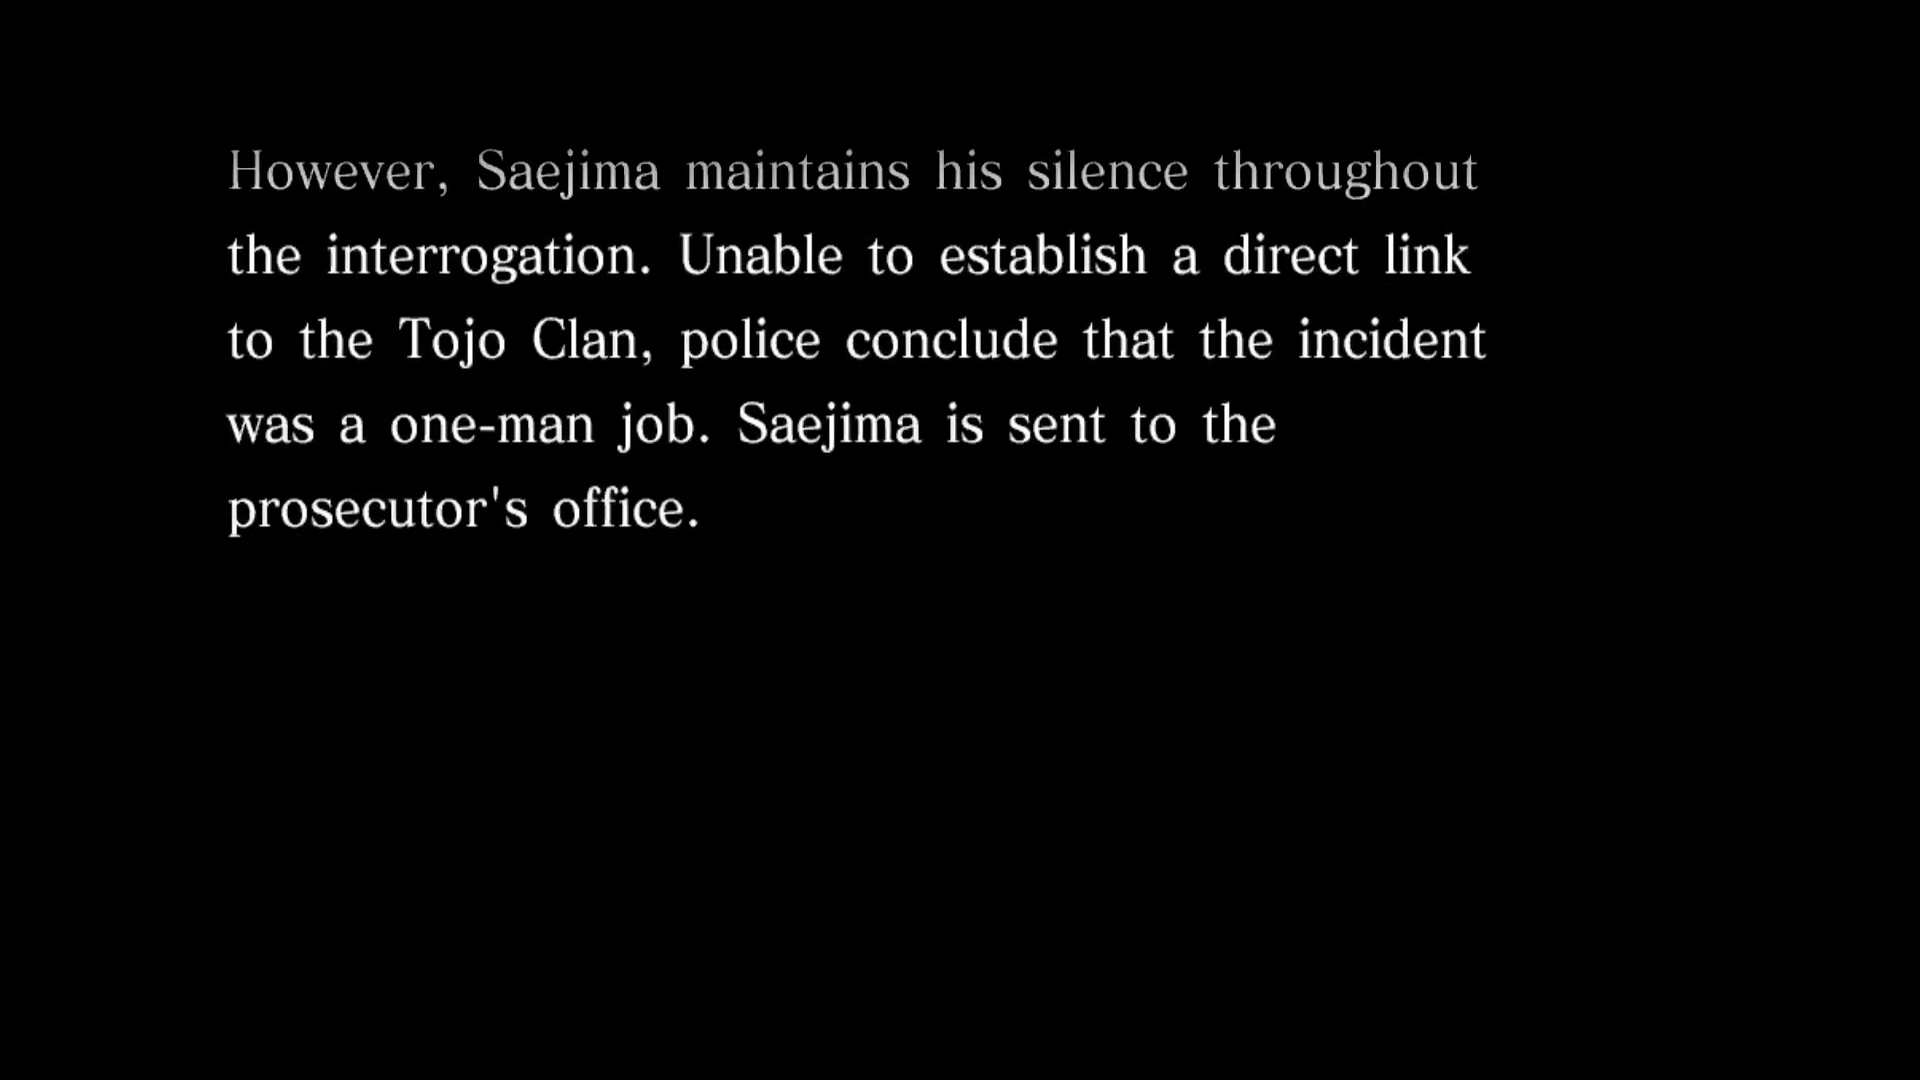 However, Saejima maintains his silence throughout
the interrogation. Unable to establish a direct link
to the Tojo Clan, police conclude that the incident
was a one-man job. Saejima is sent to the
prosecutor's office.